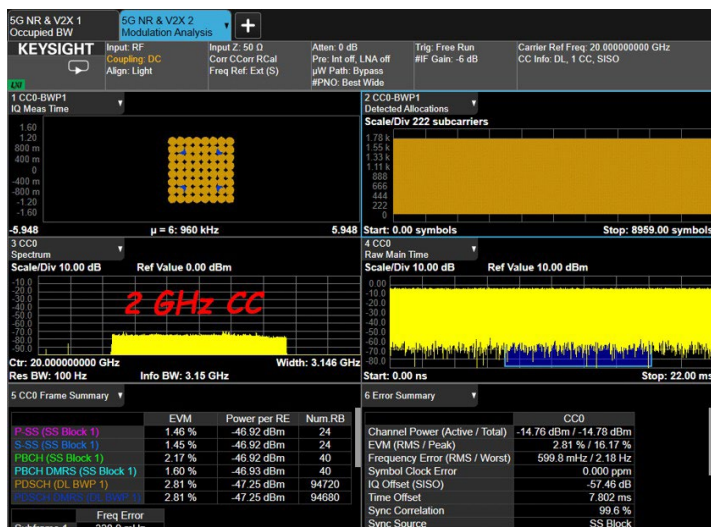 5G NR & V2X 1
Occupied BW
5G NR & V2X 2
Modulation Analysis
KEYSIGHT
LXI
Input: RF
Coupling: DC
Align: Light
Input Z: 50 Ω
Corr CCorr RCal
Freq Ref: Ext (S)
Atten: 0 dB
Pre: Int off, LNA off
µW Path: Bypass
#PNO: Best Wide
Trig: Free Run
#IF Gain: -6 dB
Carrier Ref Freq: 20.000000000 GHz
CC Info: DL, 1 CC, SISO
1 CC0-BWP1
IQ Meas Time
1.60
1.20
800 m
400 m
0
-400 m
-800 m
-1.20
-1.60
-5.948
µ = 6: 960 kHz
5.948
2 CC0-BWP1
Detected Allocations
Scale/Div 222 subcarriers
1.78 k
1.55 k
1.33 k
1.11 k
888
666
444
222
0
Start: 0.00 symbols
Stop: 8959.00 symbols
3 CC0
Spectrum
Scale/Div 10.00 dB
Ref Value 0.00 dBm
-10.0
-20.0
-30.0
-40.0
-50.0
-60.0
-70.0
-80.0
-90.0
2 GHz CC
Ctr: 20.000000000 GHz
Width: 3.146 GHz
Res BW: 100 Hz
Info BW: 3.15 GHz
4 CC0
Raw Main Time
Scale/Div 10.00 dB
Ref Value 10.00 dBm
0.00
-10.0
-20.0
-30.0
-40.0
-50.0
-60.0
-70.0
-80.0
Start: 0.00 ns
Stop: 22.00 ms
5 CC0 Frame Summary
EVM Power per RE Num.RB
P-SS (SS Block 1) 1.46 % -46.92 dBm 24
S-SS (SS Block 1) 1.45 % -46.92 dBm 24
PBCH (SS Block 1) 2.17 % -46.92 dBm 40
PBCH DMRS (SS Block 1) 1.60 % -46.93 dBm 40
PDSCH (DL BWP 1) 2.81 % -47.25 dBm 94720
PDSCH DMRS (DL BWP 1) 2.81 % -47.25 dBm 94680
Freq Error
6 Error Summary
CC0
Channel Power (Active / Total) -14.76 dBm / -14.78 dBm
EVM (RMS / Peak) 2.81 % / 16.17 %
Frequency Error (RMS / Worst) 599.8 mHz / 2.18 Hz
Symbol Clock Error 0.000 ppm
IQ Offset (SISO) -57.46 dB
Time Offset 7.802 ms
Sync Correlation 99.6 %
Sync Source SS Block